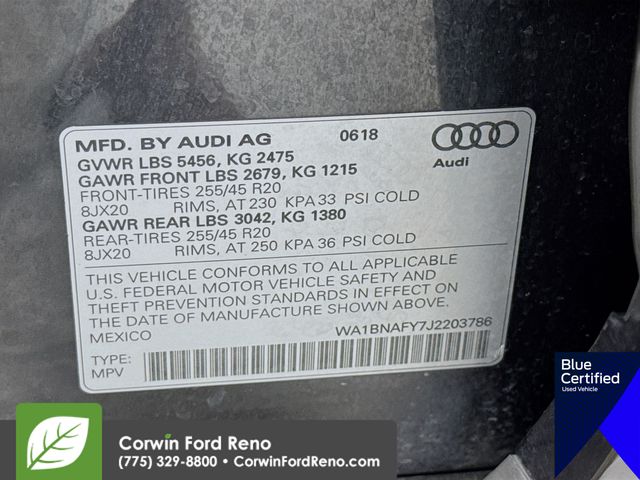 MFD. BY AUDI AG 0618
GVWR LBS 5456, KG 2475
GAWR FRONT LBS 2679, KG 1215
FRONT-TIRES 255/45 R20
8JX20 RIMS, AT 230 KPA 33 PSI COLD
GAWR REAR LBS 3042, KG 1380
REAR-TIRES 255/45 R20
8JX20 RIMS, AT 250 KPA 36 PSI COLD
Audi
THIS VEHICLE CONFORMS TO ALL APPLICABLE
U.S. FEDERAL MOTOR VEHICLE SAFETY AND
THEFT PREVENTION STANDARDS IN EFFECT ON
THE DATE OF MANUFACTURE SHOWN ABOVE.
MEXICO WA1BNAFY7J2203786
TYPE:
MPV
Blue
Certified
Used Vehicle
Corwin Ford Reno
(775) 329-8800 • CorwinFordReno.com